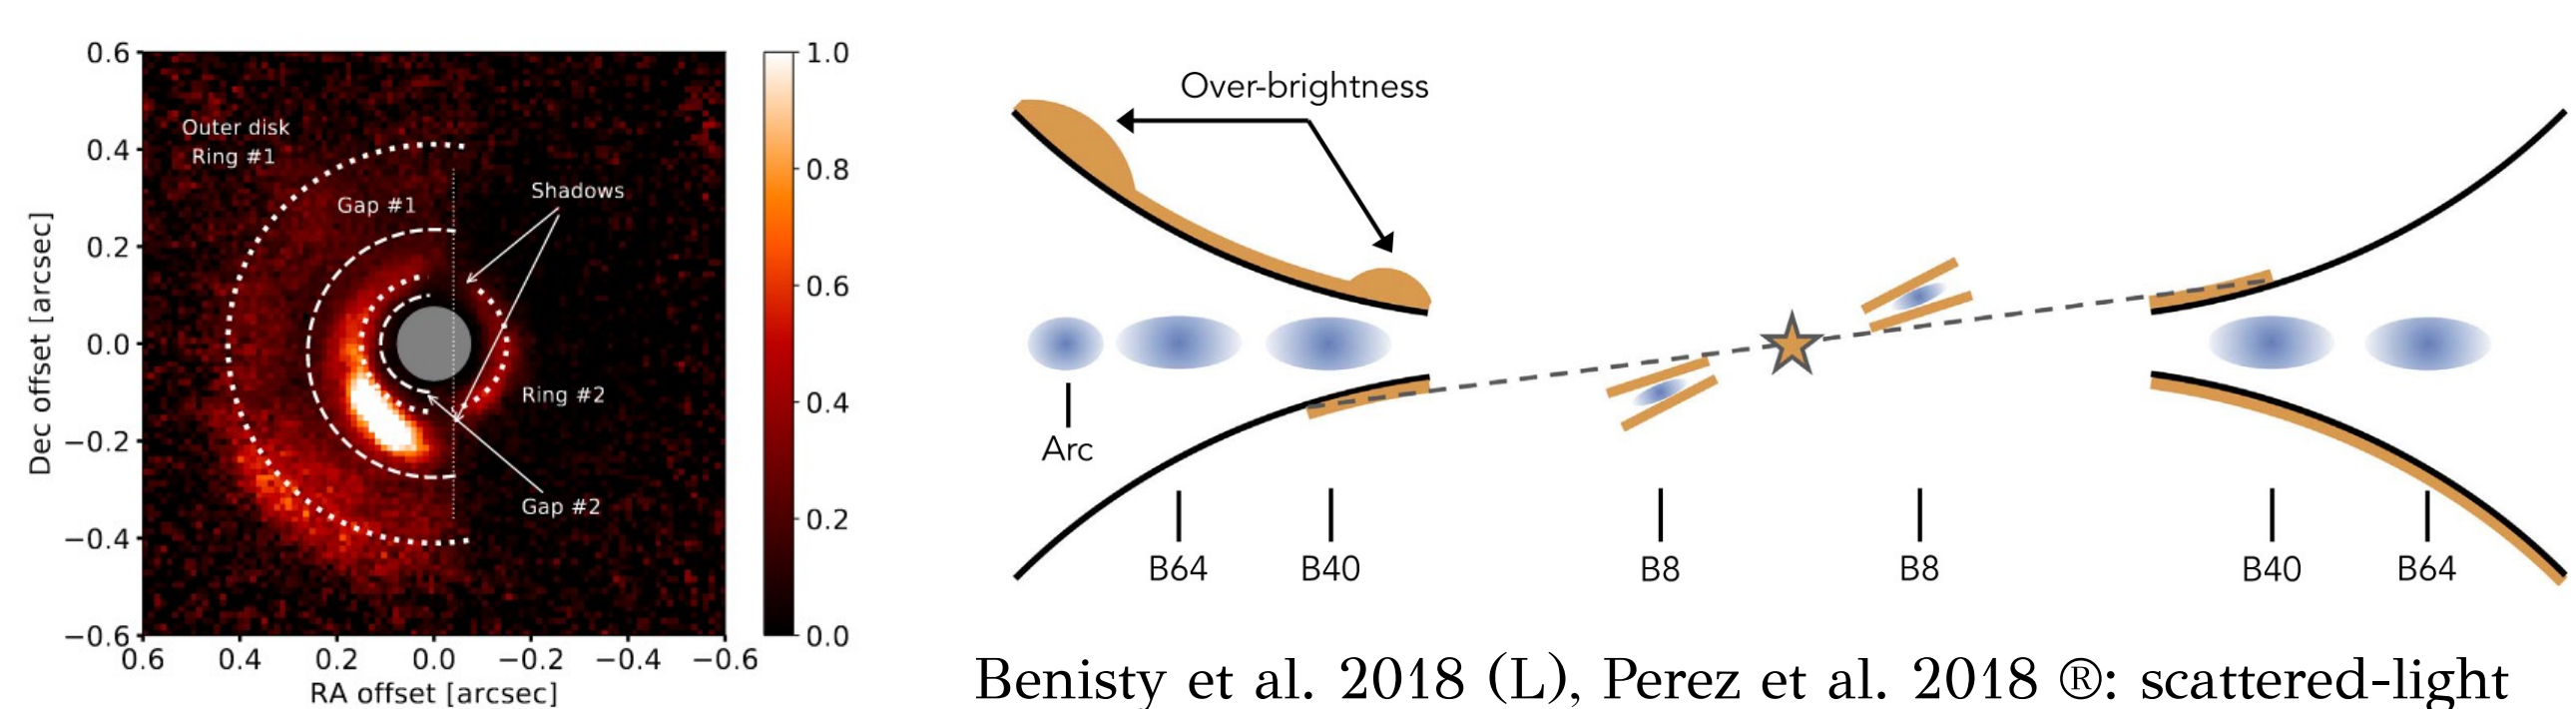 0.6
0.4
0.2
0.0
−0.2
−0.4
−0.6
Dec offset [arcsec]
0.6 0.4 0.2 0.0 −0.2 −0.4 −0.6
RA offset [arcsec]
Outer disk
Ring #1
Gap #1
Shadows
Ring #2
Gap #2
1.0
0.8
0.6
0.4
0.2
0.0
Over-brightness
Arc
B64 B40 B8 B8 B40 B64
Benisty et al. 2018 (L), Perez et al. 2018 ®: scattered-light